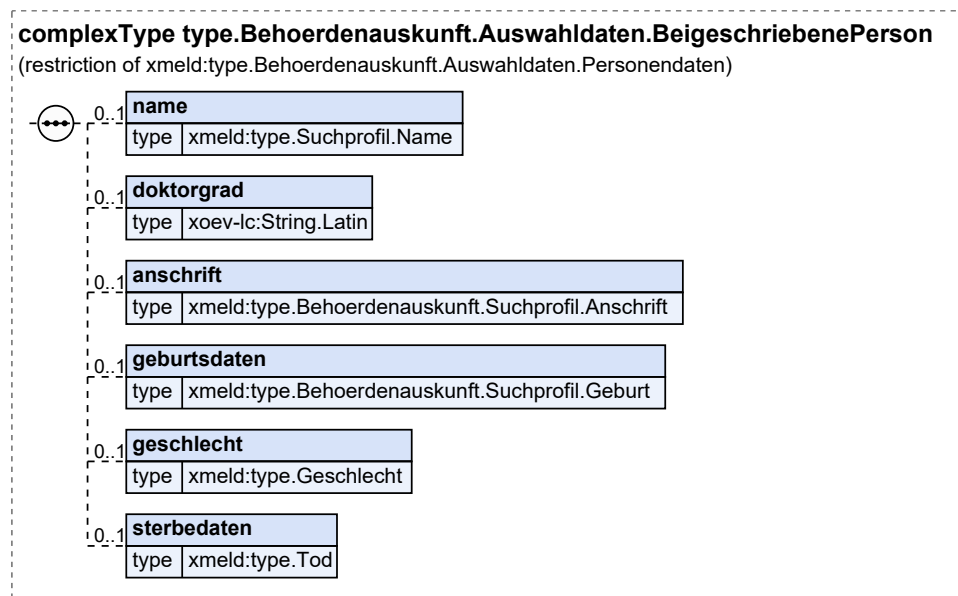 complexType type.Behoerdenauskunft.Auswahldaten.BeigeschriebenePerson
(restriction of xmeld:type.Behoerdenauskunft.Auswahldaten.Personendaten)
0..1 name
type xmeld:type.Suchprofil.Name
0..1 doktorgrad
type xoev-lc:String.Latin
0..1 anschrift
type xmeld:type.Behoerdenauskunft.Suchprofil.Anschrift
0..1 geburtsdaten
type xmeld:type.Behoerdenauskunft.Suchprofil.Geburt
0..1 geschlecht
type xmeld:type.Geschlecht
0..1 sterbedaten
type xmeld:type.Tod